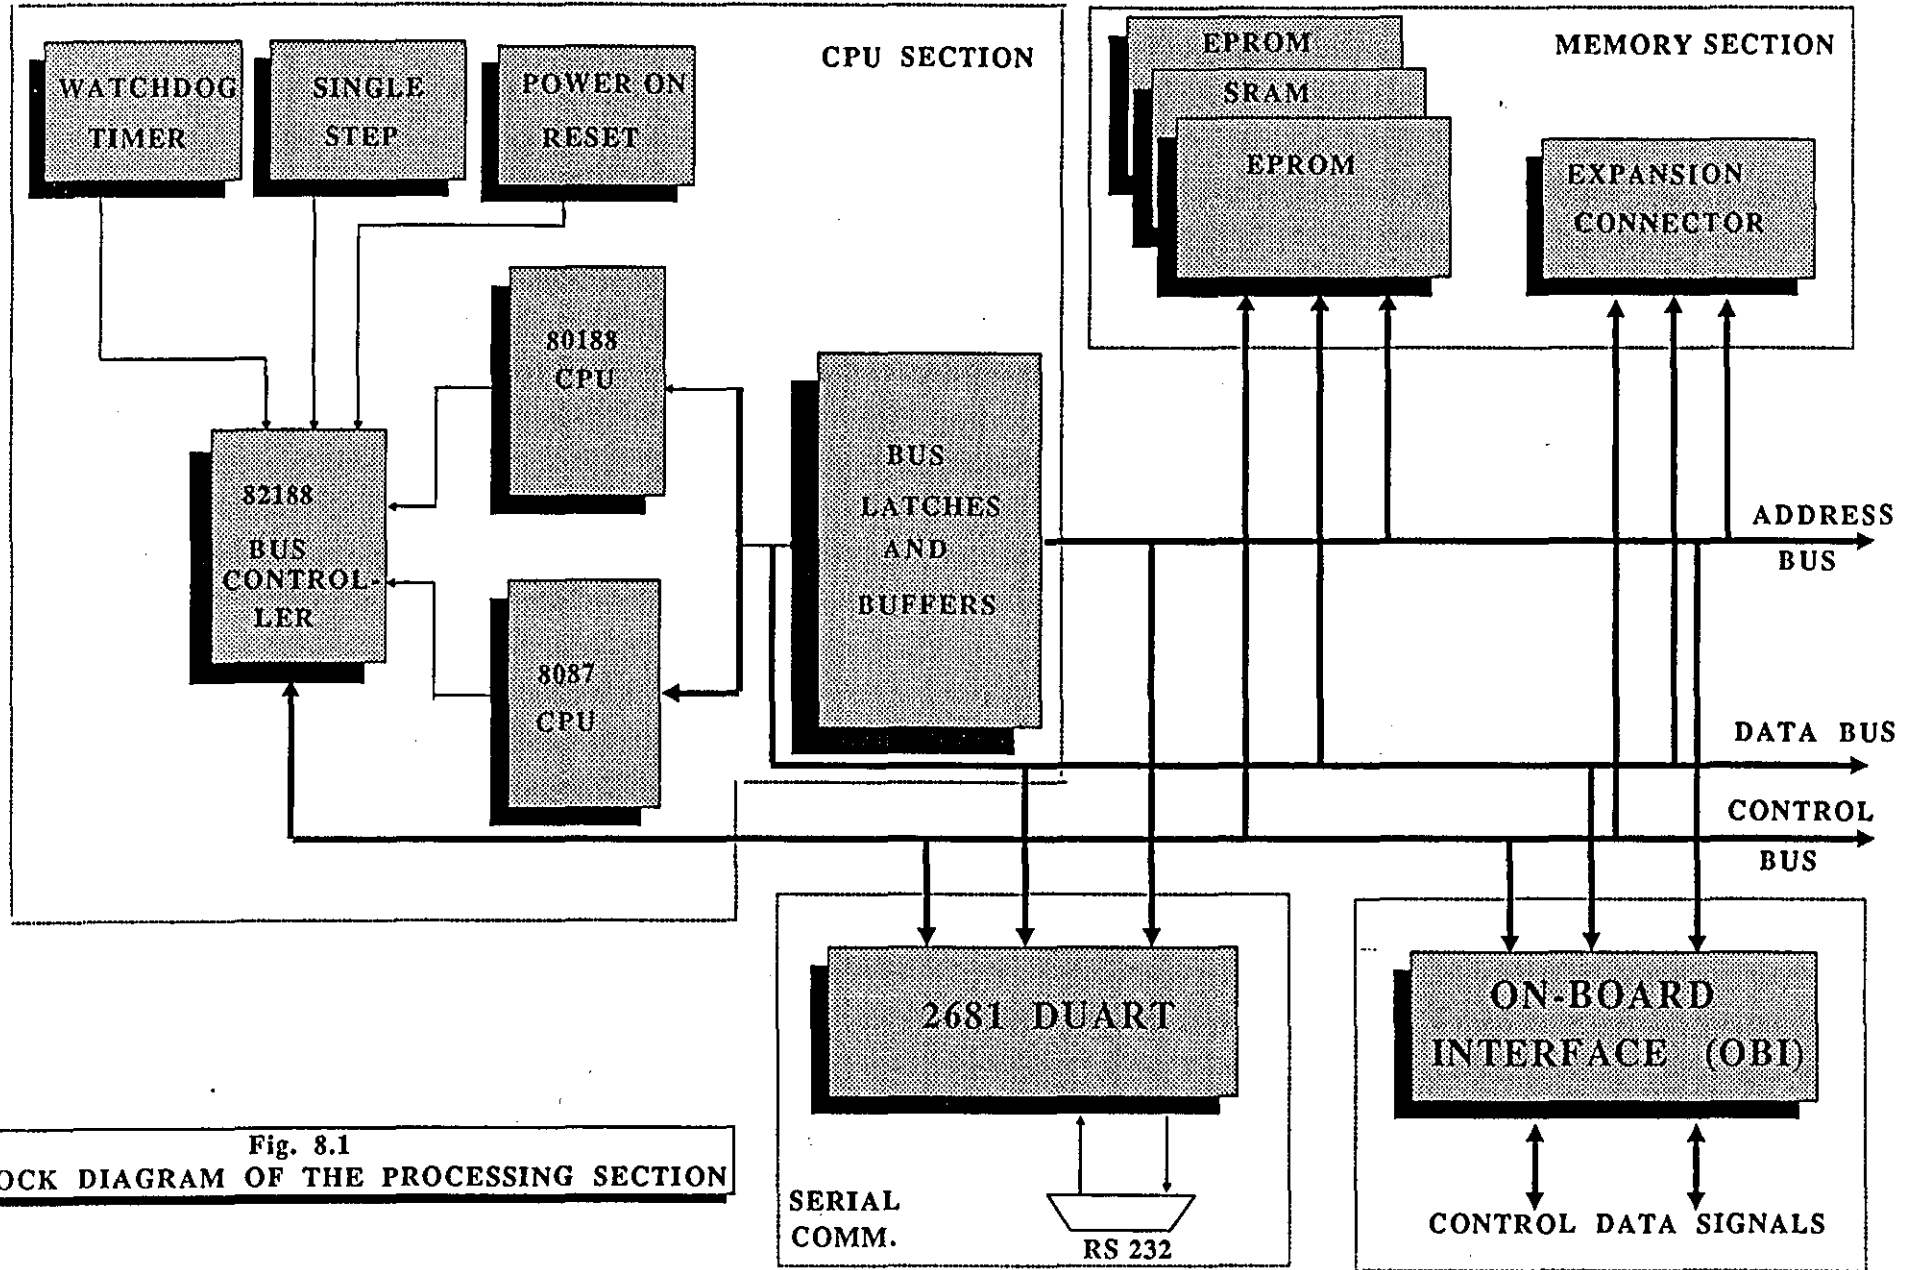 WATCHDOG
TIMER
SINGLE
STEP
POWER ON
RESET
CPU SECTION
EPROM
SRAM
EPROM
MEMORY SECTION
EXPANSION
CONNECTOR
80188
CPU
82188
BUS
CONTROL-
LER
8087
CPU
BUS
LATCHES
AND
BUFFERS
ADDRESS
BUS
DATA BUS
CONTROL
BUS
2681 DUART
ON-BOARD
INTERFACE (OBI)
SERIAL
COMM.
RS 232
CONTROL DATA SIGNALS
Fig. 8.1
OCK DIAGRAM OF THE PROCESSING SECTION